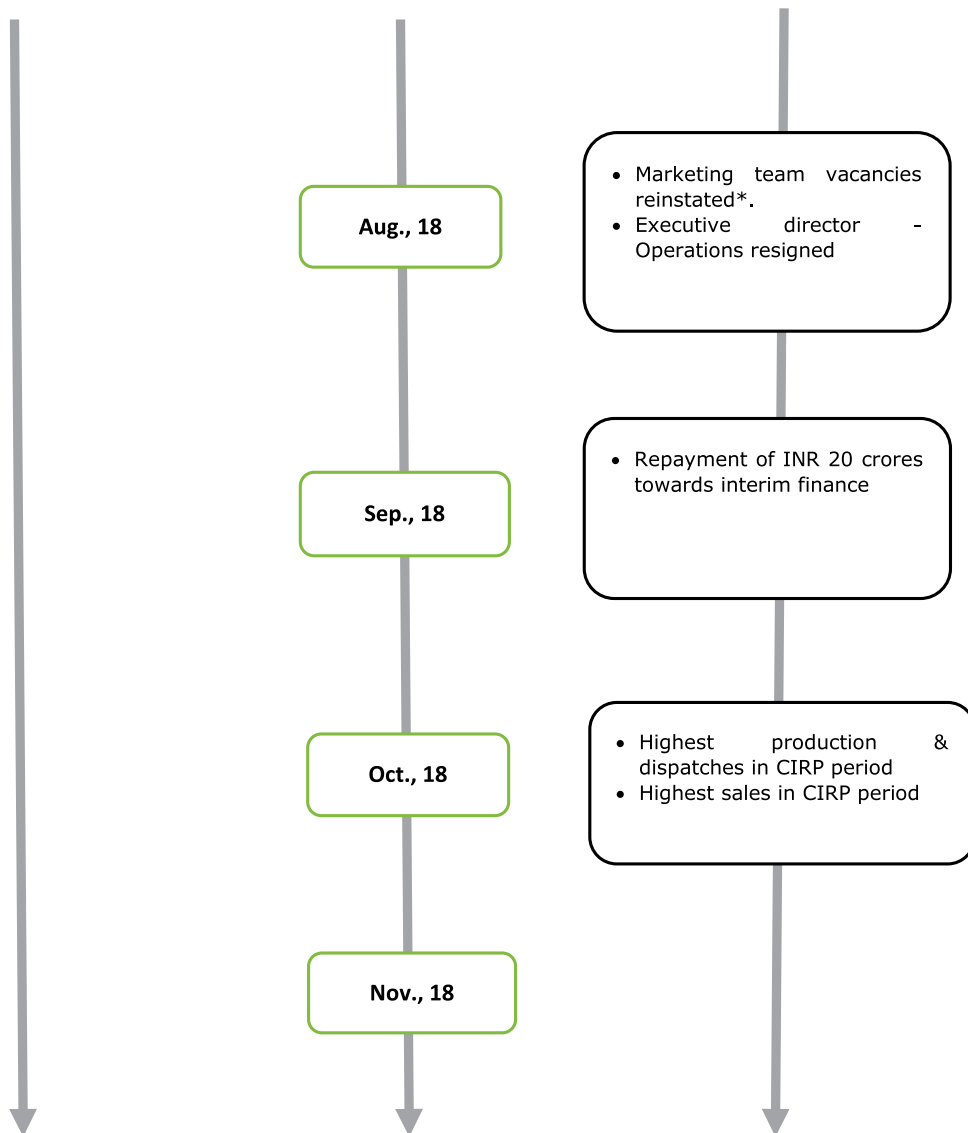 Aug., 18
• Marketing team vacancies
reinstated*.
• Executive director -
Operations resigned
Sep., 18
• Repayment of INR 20 crores
towards interim finance
Oct., 18
• Highest production &
dispatches in CIRP period
• Highest sales in CIRP period
Nov., 18